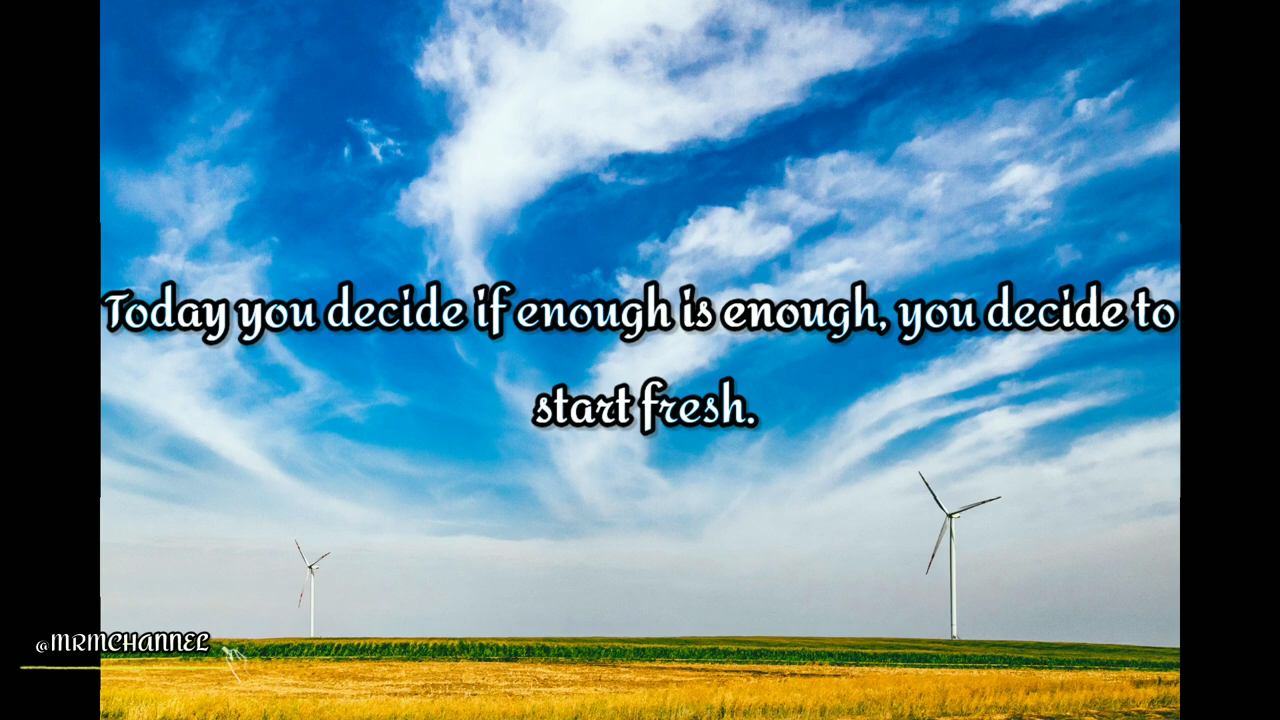 Today you decide if enough is enough, you decide to
start fresh.
@MRMCHANNEL